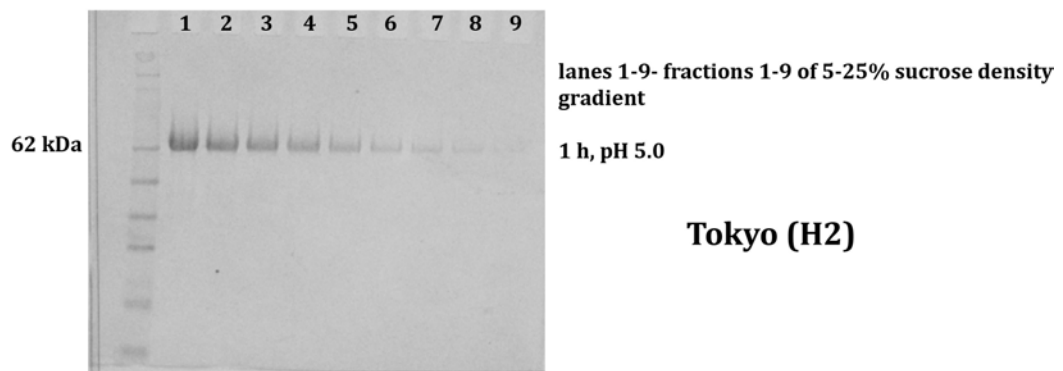 1 2 3 4 5 6 7 8 9
lanes 1-9- fractions 1-9 of 5-25% sucrose density
gradient
62 kDa
1 h, pH 5.0
Tokyo (H2)